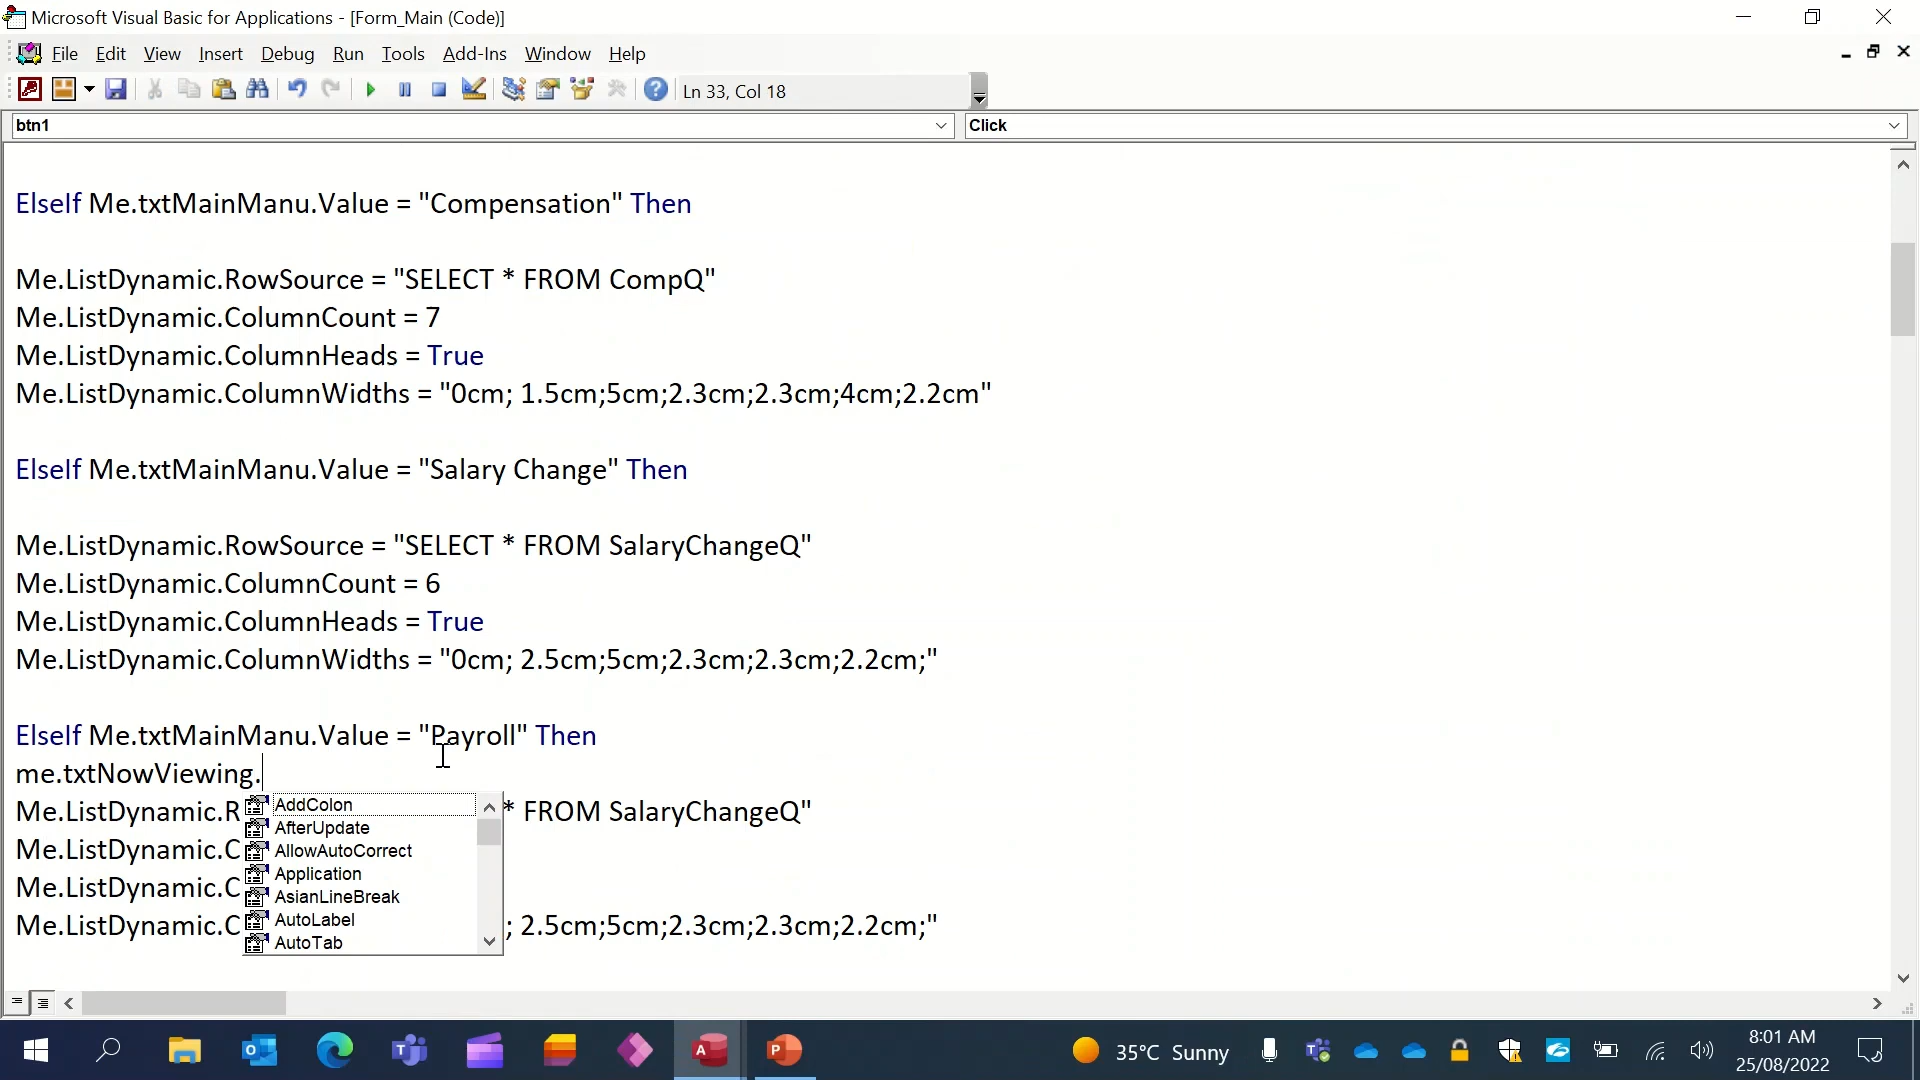 Microsoft Visual Basic for Applications - [Form_Main (Code)]
File Edit View Insert Debug Run Tools Add-Ins Window Help
Ln 33, Col 18
btn1 Click
ElseIf Me.txtMainManu.Value = "Compensation" Then
Me.ListDynamic.RowSource = "SELECT * FROM CompQ"
Me.ListDynamic.ColumnCount = 7
Me.ListDynamic.ColumnHeads = True
Me.ListDynamic.ColumnWidths = "0cm; 1.5cm;5cm;2.3cm;2.3cm;4cm;2.2cm"
ElseIf Me.txtMainManu.Value = "Salary Change" Then
Me.ListDynamic.RowSource = "SELECT * FROM SalaryChangeQ"
Me.ListDynamic.ColumnCount = 6
Me.ListDynamic.ColumnHeads = True
Me.ListDynamic.ColumnWidths = "0cm; 2.5cm;5cm;2.3cm;2.3cm;2.2cm;"
ElseIf Me.txtMainManu.Value = "Payroll" Then
me.txtNowViewing.
Me.ListDynamic.R * FROM SalaryChangeQ"
Me.ListDynamic.C
Me.ListDynamic.C
Me.ListDynamic.C ; 2.5cm;5cm;2.3cm;2.3cm;2.2cm;"
AddColon
AfterUpdate
AllowAutoCorrect
Application
AsianLineBreak
AutoLabel
AutoTab
35°C Sunny
8:01 AM
25/08/2022